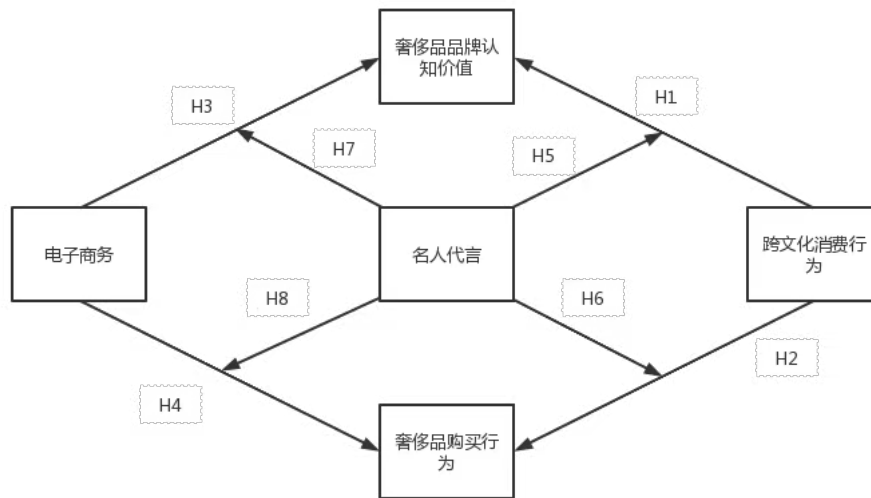 奢侈品品牌认
知价值
H3
H1
H7
H5
电子商务
名人代言
跨文化消费行
为
H8
H6
H4
H2
奢侈品购买行
为